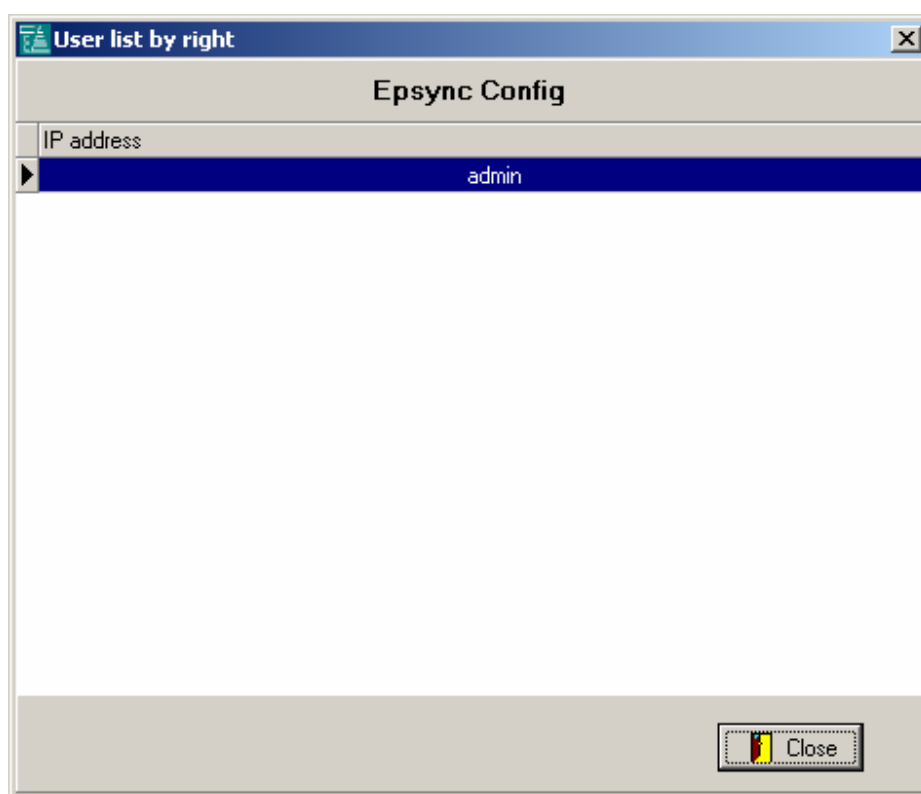 User list by right
Epsync Config
IP address
admin
Close